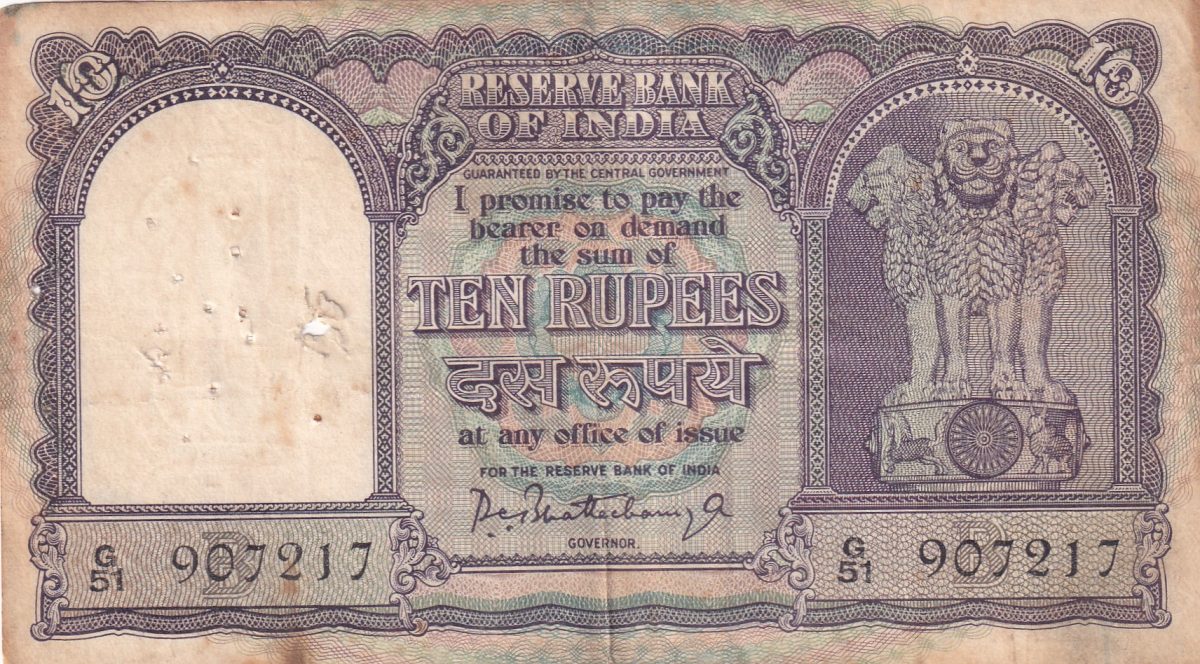 10
10
RESERVE BANK
OF INDIA
GUARANTEED BY THE CENTRAL GOVERNMENT
I promise to pay the
bearer on demand
the sum of
TEN RUPEES
दस रूपये
at any office of issue
FOR THE RESERVE BANK OF INDIA
P.C. Bhattacharyya
GOVERNOR.
G/51 907217
B
G/51 907217
B